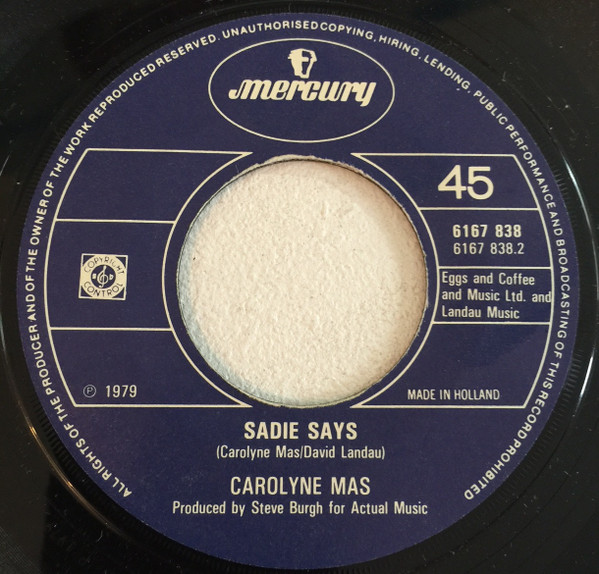 ALL RIGHTS OF THE PRODUCER AND OF THE OWNER OF THE WORK REPRODUCED RESERVED. UNAUTHORISED COPYING, HIRING, LENDING, PUBLIC PERFORMANCE AND BROADCASTING OF THIS RECORD PROHIBITED
mercury
45
6167 838
6167 838.2
COPYRIGHT
CONTROL
Eggs and Coffee
and Music Ltd. and
Landau Music
℗ 1979
MADE IN HOLLAND
SADIE SAYS
(Carolyne Mas/David Landau)
CAROLYNE MAS
Produced by Steve Burgh for Actual Music